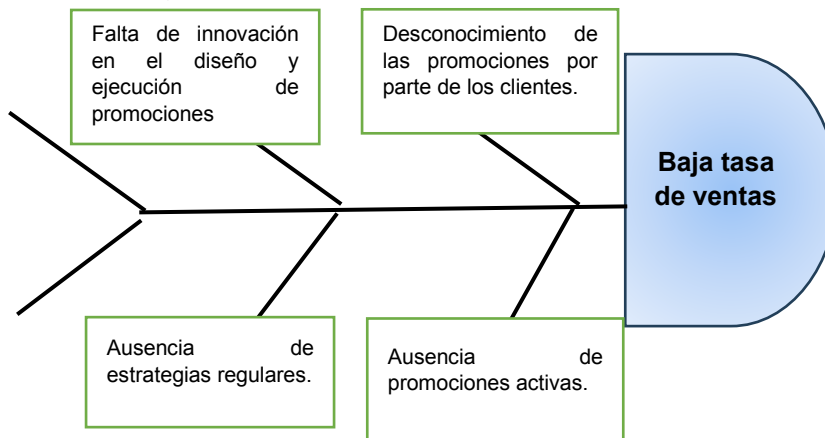 Falta de innovación
en el diseño y
ejecución de
promociones
Desconocimiento de
las promociones por
parte de los clientes.
Baja tasa
de ventas
Ausencia de
estrategias regulares.
Ausencia de
promociones activas.